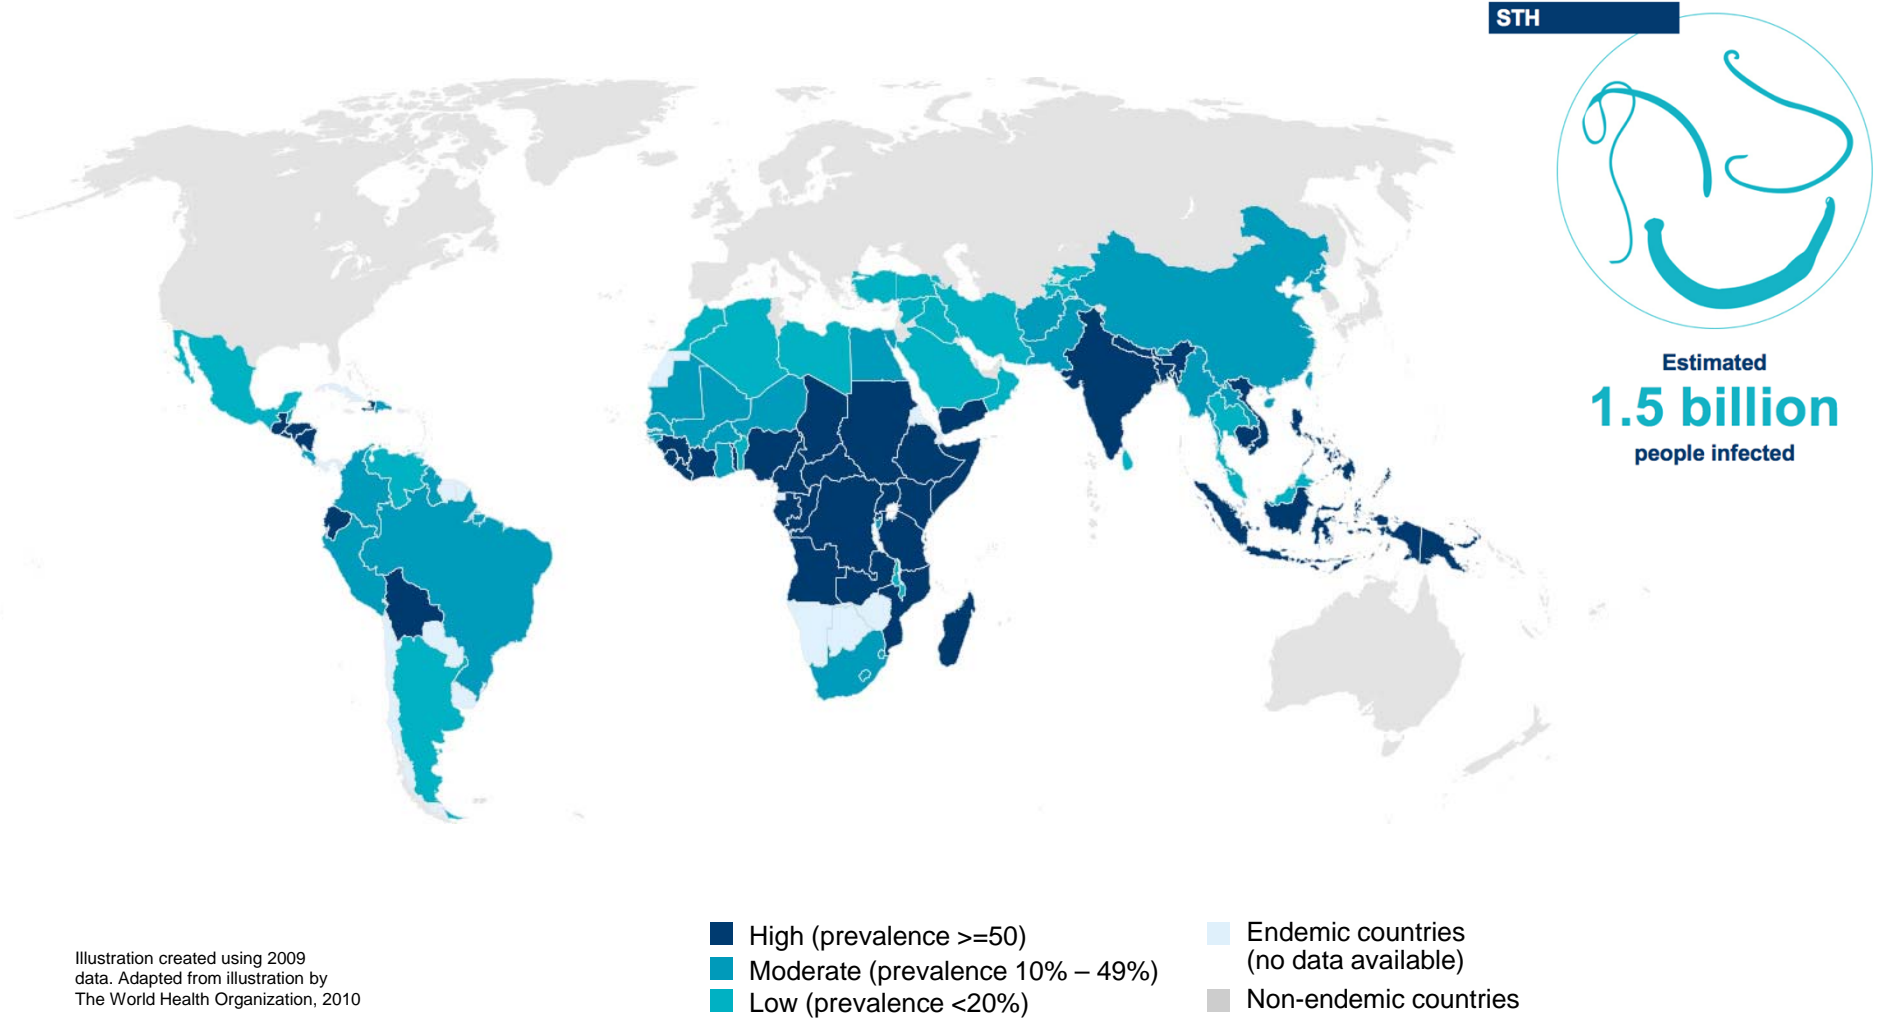 STH
Estimated
1.5 billion
people infected
High (prevalence >=50)
Moderate (prevalence 10% – 49%)
Low (prevalence <20%)
Endemic countries
(no data available)
Non-endemic countries
Illustration created using 2009
data. Adapted from illustration by
The World Health Organization, 2010